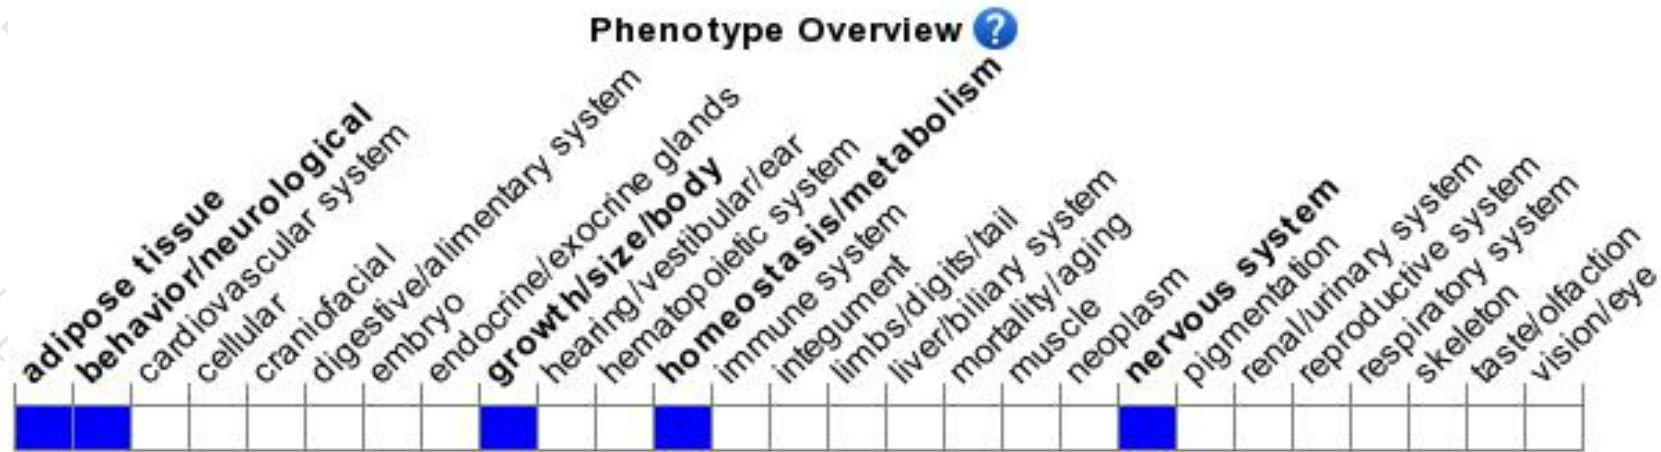 Phenotype Overview ?
adipose tissue
behavior/neurological
cardiovascular system
cellular
craniofacial
digestive/alimentary system
embryo
endocrine/exocrine glands
growth/size/body
hearing/vestibular/ear
hematopoietic system
homeostasis/metabolism
immune system
integument
limbs/digits/tail
liver/biliary system
mortality/aging
muscle
neoplasm
nervous system
pigmentation
renal/urinary system
reproductive system
respiratory system
skeleton
taste/olfaction
vision/eye